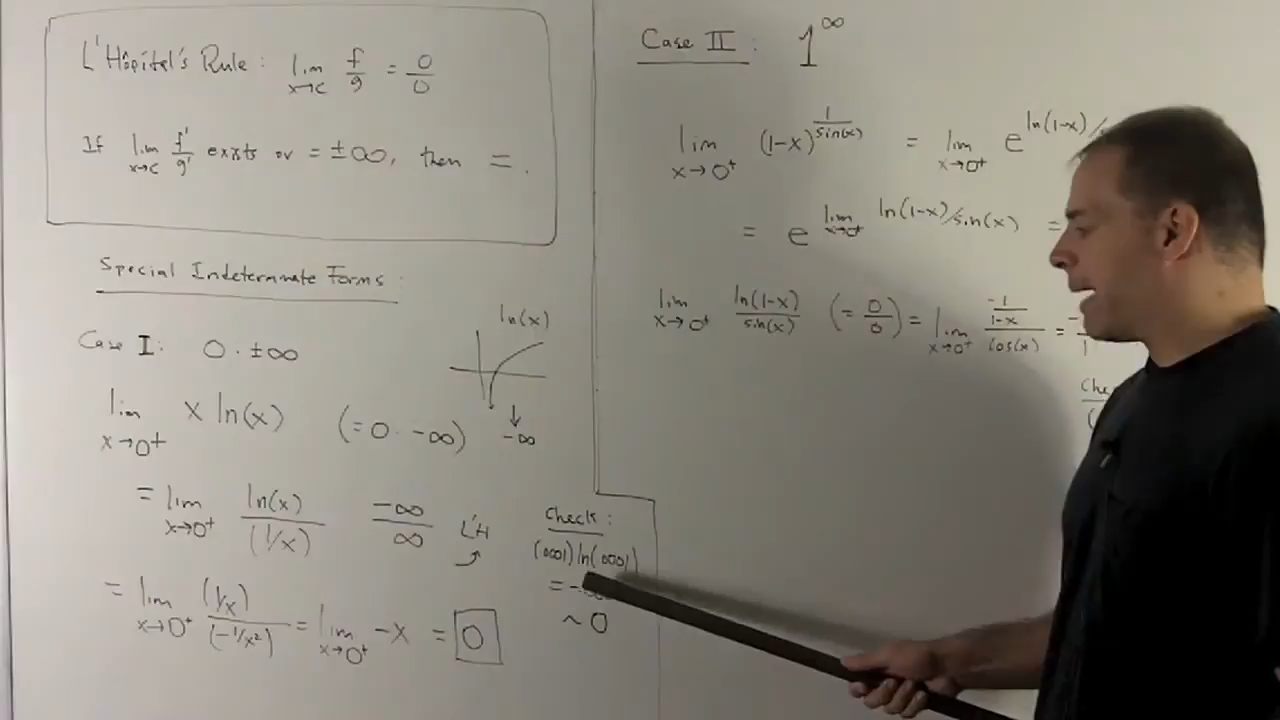 L'Hôpital's Rule: lim x→c f/g = 0/0
If lim x→c f'/g' exists or = ±∞, then =.
Special Indeterminate Forms:
Case I: 0 · ±∞
ln(x)
lim x→0+ x ln(x) (= 0 · -∞)
↓ -∞
= lim x→0+ ln(x)/(1/x) -∞/∞ L'H
= lim x→0+ (1/x)/(-1/x²) = lim x→0+ -x = 0
Check:
(.0001) ln(.0001)
= -
~ 0
Case II: 1^∞
lim x→0+ (1-x)^(1/sin(x)) = lim x→0+ e^(ln(1-x)/
= e^(lim x→0+ ln(1-x)/sin(x)) =
lim x→0+ ln(1-x)/sin(x) (= 0/0) = lim x→0+ (-1/(1-x))/cos(x) = -/1